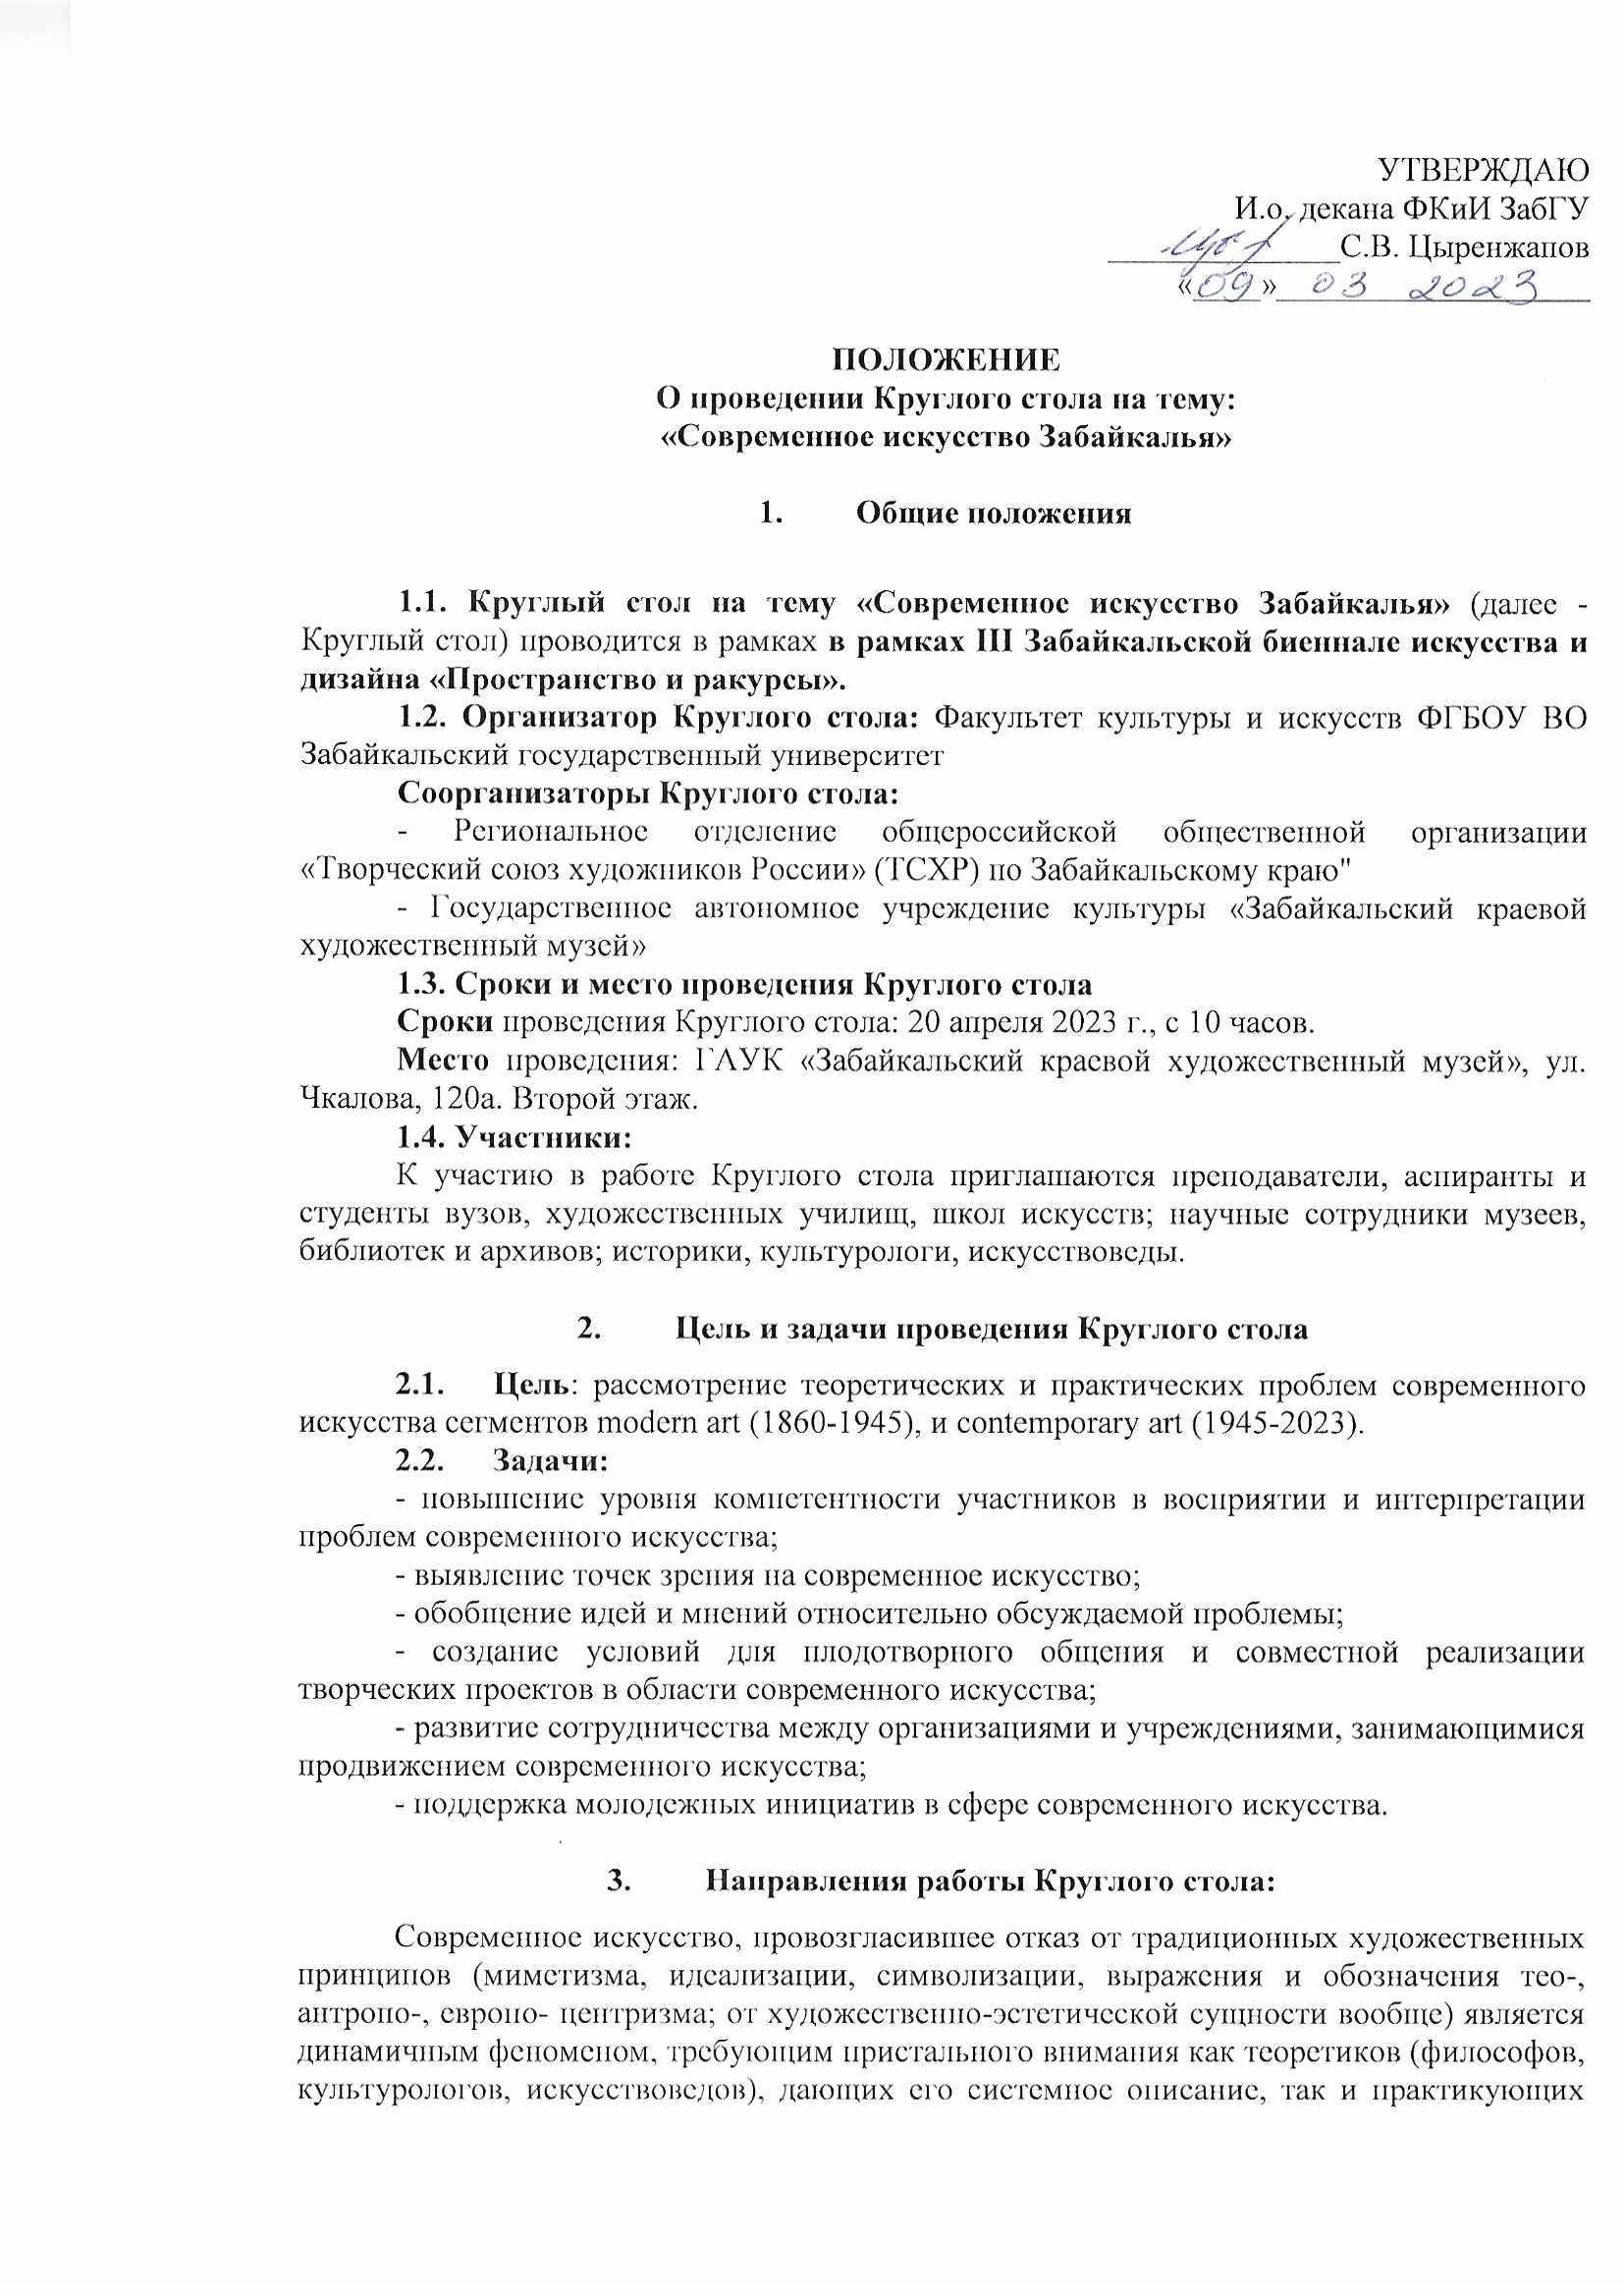 УТВЕРЖДАЮ
И.о. декана ФКиИ ЗабГУ
С.В. Цыренжапов
«09» 03 2023
ПОЛОЖЕНИЕ
О проведении Круглого стола на тему:
«Современное искусство Забайкалья»
1. Общие положения
1.1. Круглый стол на тему «Современное искусство Забайкалья» (далее -
Круглый стол) проводится в рамках в рамках III Забайкальской биеннале искусства и
дизайна «Пространство и ракурсы».
1.2. Организатор Круглого стола: Факультет культуры и искусств ФГБОУ ВО
Забайкальский государственный университет
Соорганизаторы Круглого стола:
- Региональное отделение общероссийской общественной организации
«Творческий союз художников России» (ТСХР) по Забайкальскому краю"
- Государственное автономное учреждение культуры «Забайкальский краевой
художественный музей»
1.3. Сроки и место проведения Круглого стола
Сроки проведения Круглого стола: 20 апреля 2023 г., с 10 часов.
Место проведения: ГАУК «Забайкальский краевой художественный музей», ул.
Чкалова, 120а. Второй этаж.
1.4. Участники:
К участию в работе Круглого стола приглашаются преподаватели, аспиранты и
студенты вузов, художественных училищ, школ искусств; научные сотрудники музеев,
библиотек и архивов; историки, культурологи, искусствоведы.
2. Цель и задачи проведения Круглого стола
2.1. Цель: рассмотрение теоретических и практических проблем современного
искусства сегментов modern art (1860-1945), и contemporary art (1945-2023).
2.2. Задачи:
- повышение уровня компетентности участников в восприятии и интерпретации
проблем современного искусства;
- выявление точек зрения на современное искусство;
- обобщение идей и мнений относительно обсуждаемой проблемы;
- создание условий для плодотворного общения и совместной реализации
творческих проектов в области современного искусства;
- развитие сотрудничества между организациями и учреждениями, занимающимися
продвижением современного искусства;
- поддержка молодежных инициатив в сфере современного искусства.
3. Направления работы Круглого стола:
Современное искусство, провозгласившее отказ от традиционных художественных
принципов (миметизма, идеализации, символизации, выражения и обозначения тео-,
антропо-, европо- центризма; от художественно-эстетической сущности вообще) является
динамичным феноменом, требующим пристального внимания как теоретиков (философов,
культурологов, искусствоведов), дающих его системное описание, так и практикующих